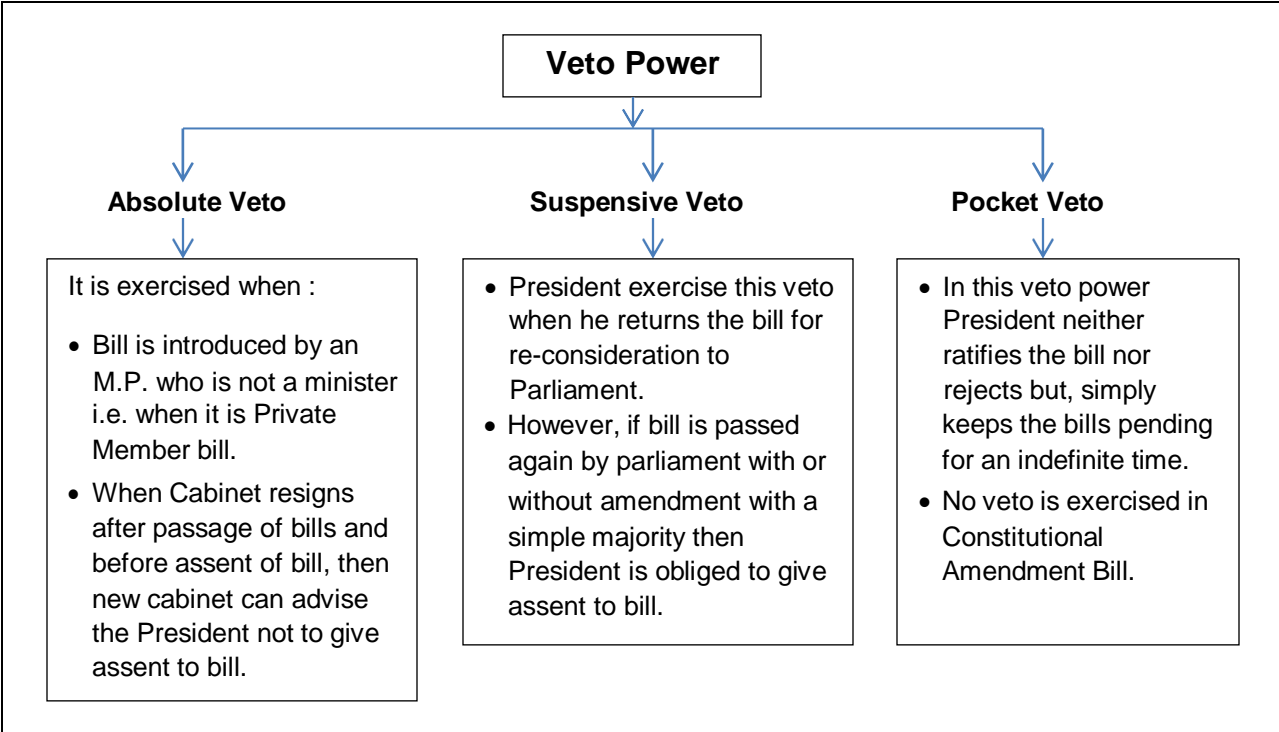 Veto Power
Absolute Veto
It is exercised when :
• Bill is introduced by an
M.P. who is not a minister
i.e. when it is Private
Member bill.
• When Cabinet resigns
after passage of bills and
before assent of bill, then
new cabinet can advise
the President not to give
assent to bill.
Suspensive Veto
• President exercise this veto
when he returns the bill for
re-consideration to
Parliament.
• However, if bill is passed
again by parliament with or
without amendment with a
simple majority then
President is obliged to give
assent to bill.
Pocket Veto
• In this veto power
President neither
ratifies the bill nor
rejects but, simply
keeps the bills pending
for an indefinite time.
• No veto is exercised in
Constitutional
Amendment Bill.